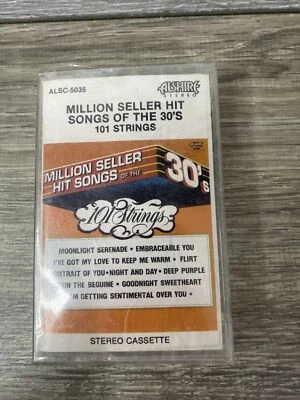 ALSC-5035
ALSHIRE
STEREO
MILLION SELLER HIT
SONGS OF THE 30'S
101 STRINGS
MILLION SELLER
HIT SONGS OF THE
30'S
101 Strings
MOONLIGHT SERENADE • EMBRACEABLE YOU
I'VE GOT MY LOVE TO KEEP ME WARM • FLIRT
ORTRAIT OF YOU • NIGHT AND DAY • DEEP PURPLE
IN THE BEGUINE • GOODNIGHT SWEETHEART
I'M GETTING SENTIMENTAL OVER YOU •
STEREO CASSETTE